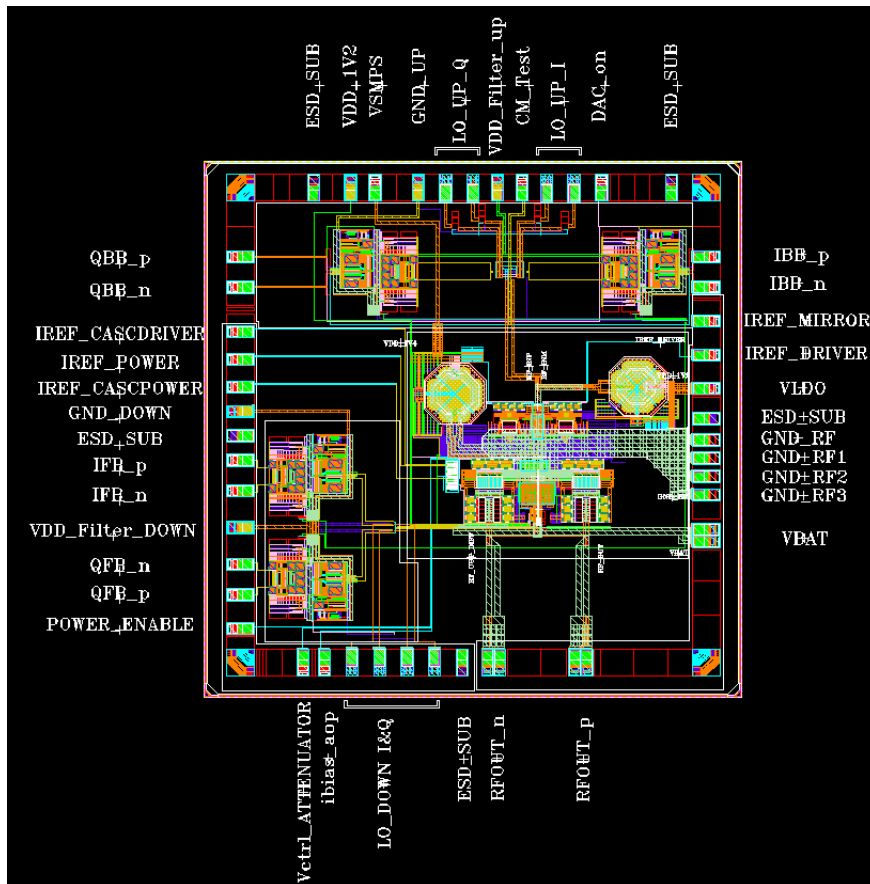 ESD_SUB
VDD_1V2
VSMPS
GND_UP
LO_UP_Q
VDD_Filter_up
CM_Test
LO_UP_I
DAC_on
ESD_SUB
QBB_p
QBB_n
IREF_CASCDRIVER
IREF_POWER
IREF_CASCPOWER
GND_DOWN
ESD_SUB
IFB_p
IFB_n
VDD_Filter_DOWN
QFB_n
QFB_p
POWER_ENABLE
IBB_p
IBB_n
IREF_MIRROR
IREF_DRIVER
VLDO
ESD_SUB
GND_RF
GND_RF1
GND_RF2
GND_RF3
VBAT
VBAT
Vctrl_ATTENUATOR
ibias_aop
LO_DOWN I&Q
ESD_SUB
RFOUT_n
RFOUT_p